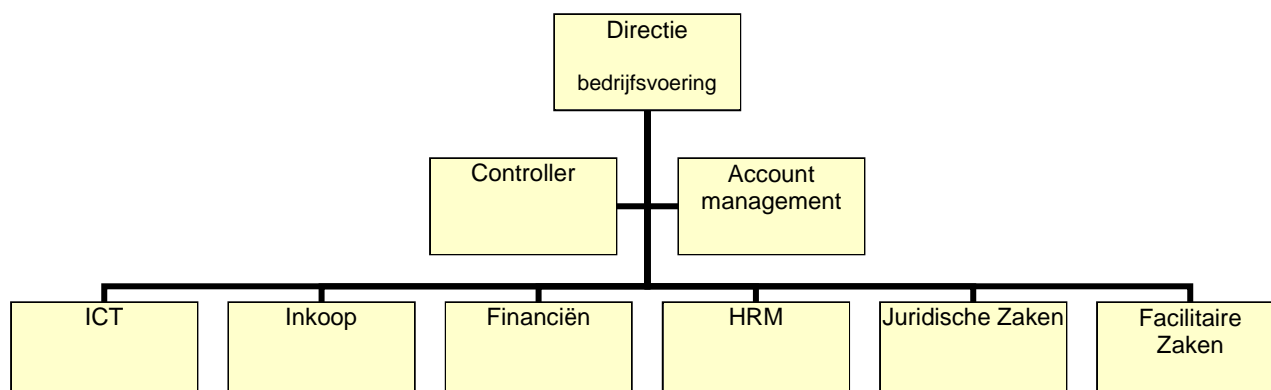 Directie
bedrijfsvoering
Controller
Account
management
ICT
Inkoop
Financiën
HRM
Juridische Zaken
Facilitaire
Zaken